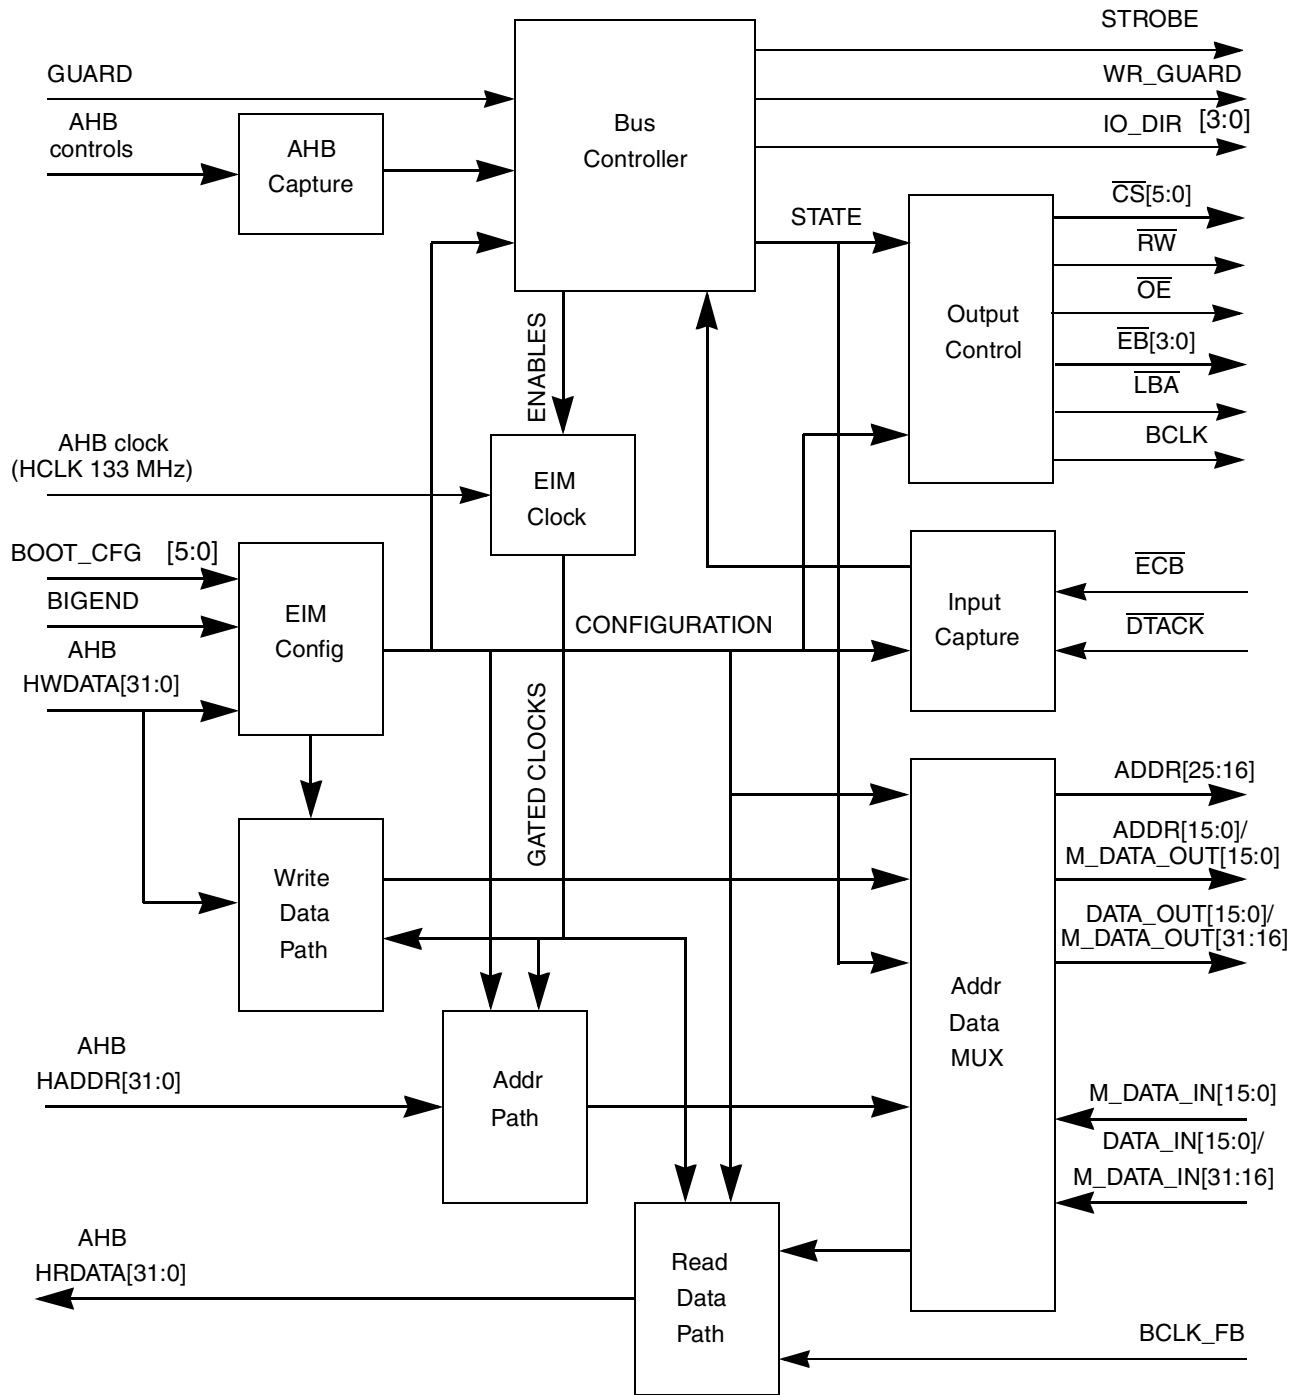 STROBE
GUARD
WR_GUARD
AHB
controls
IO_DIR [3:0]
Bus
Controller
AHB
Capture
STATE
CS[5:0]
RW
OE
EB[3:0]
LBA
BCLK
Output
Control
ENABLES
AHB clock
(HCLK 133 MHz)
EIM
Clock
BOOT_CFG [5:0]
BIGEND
AHB
HWDATA[31:0]
EIM
Config
CONFIGURATION
Input
Capture
ECB
DTACK
GATED CLOCKS
Write
Data
Path
ADDR[25:16]
ADDR[15:0]/
M_DATA_OUT[15:0]
DATA_OUT[15:0]/
M_DATA_OUT[31:16]
Addr
Data
MUX
AHB
HADDR[31:0]
Addr
Path
M_DATA_IN[15:0]
DATA_IN[15:0]/
M_DATA_IN[31:16]
AHB
HRDATA[31:0]
Read
Data
Path
BCLK_FB